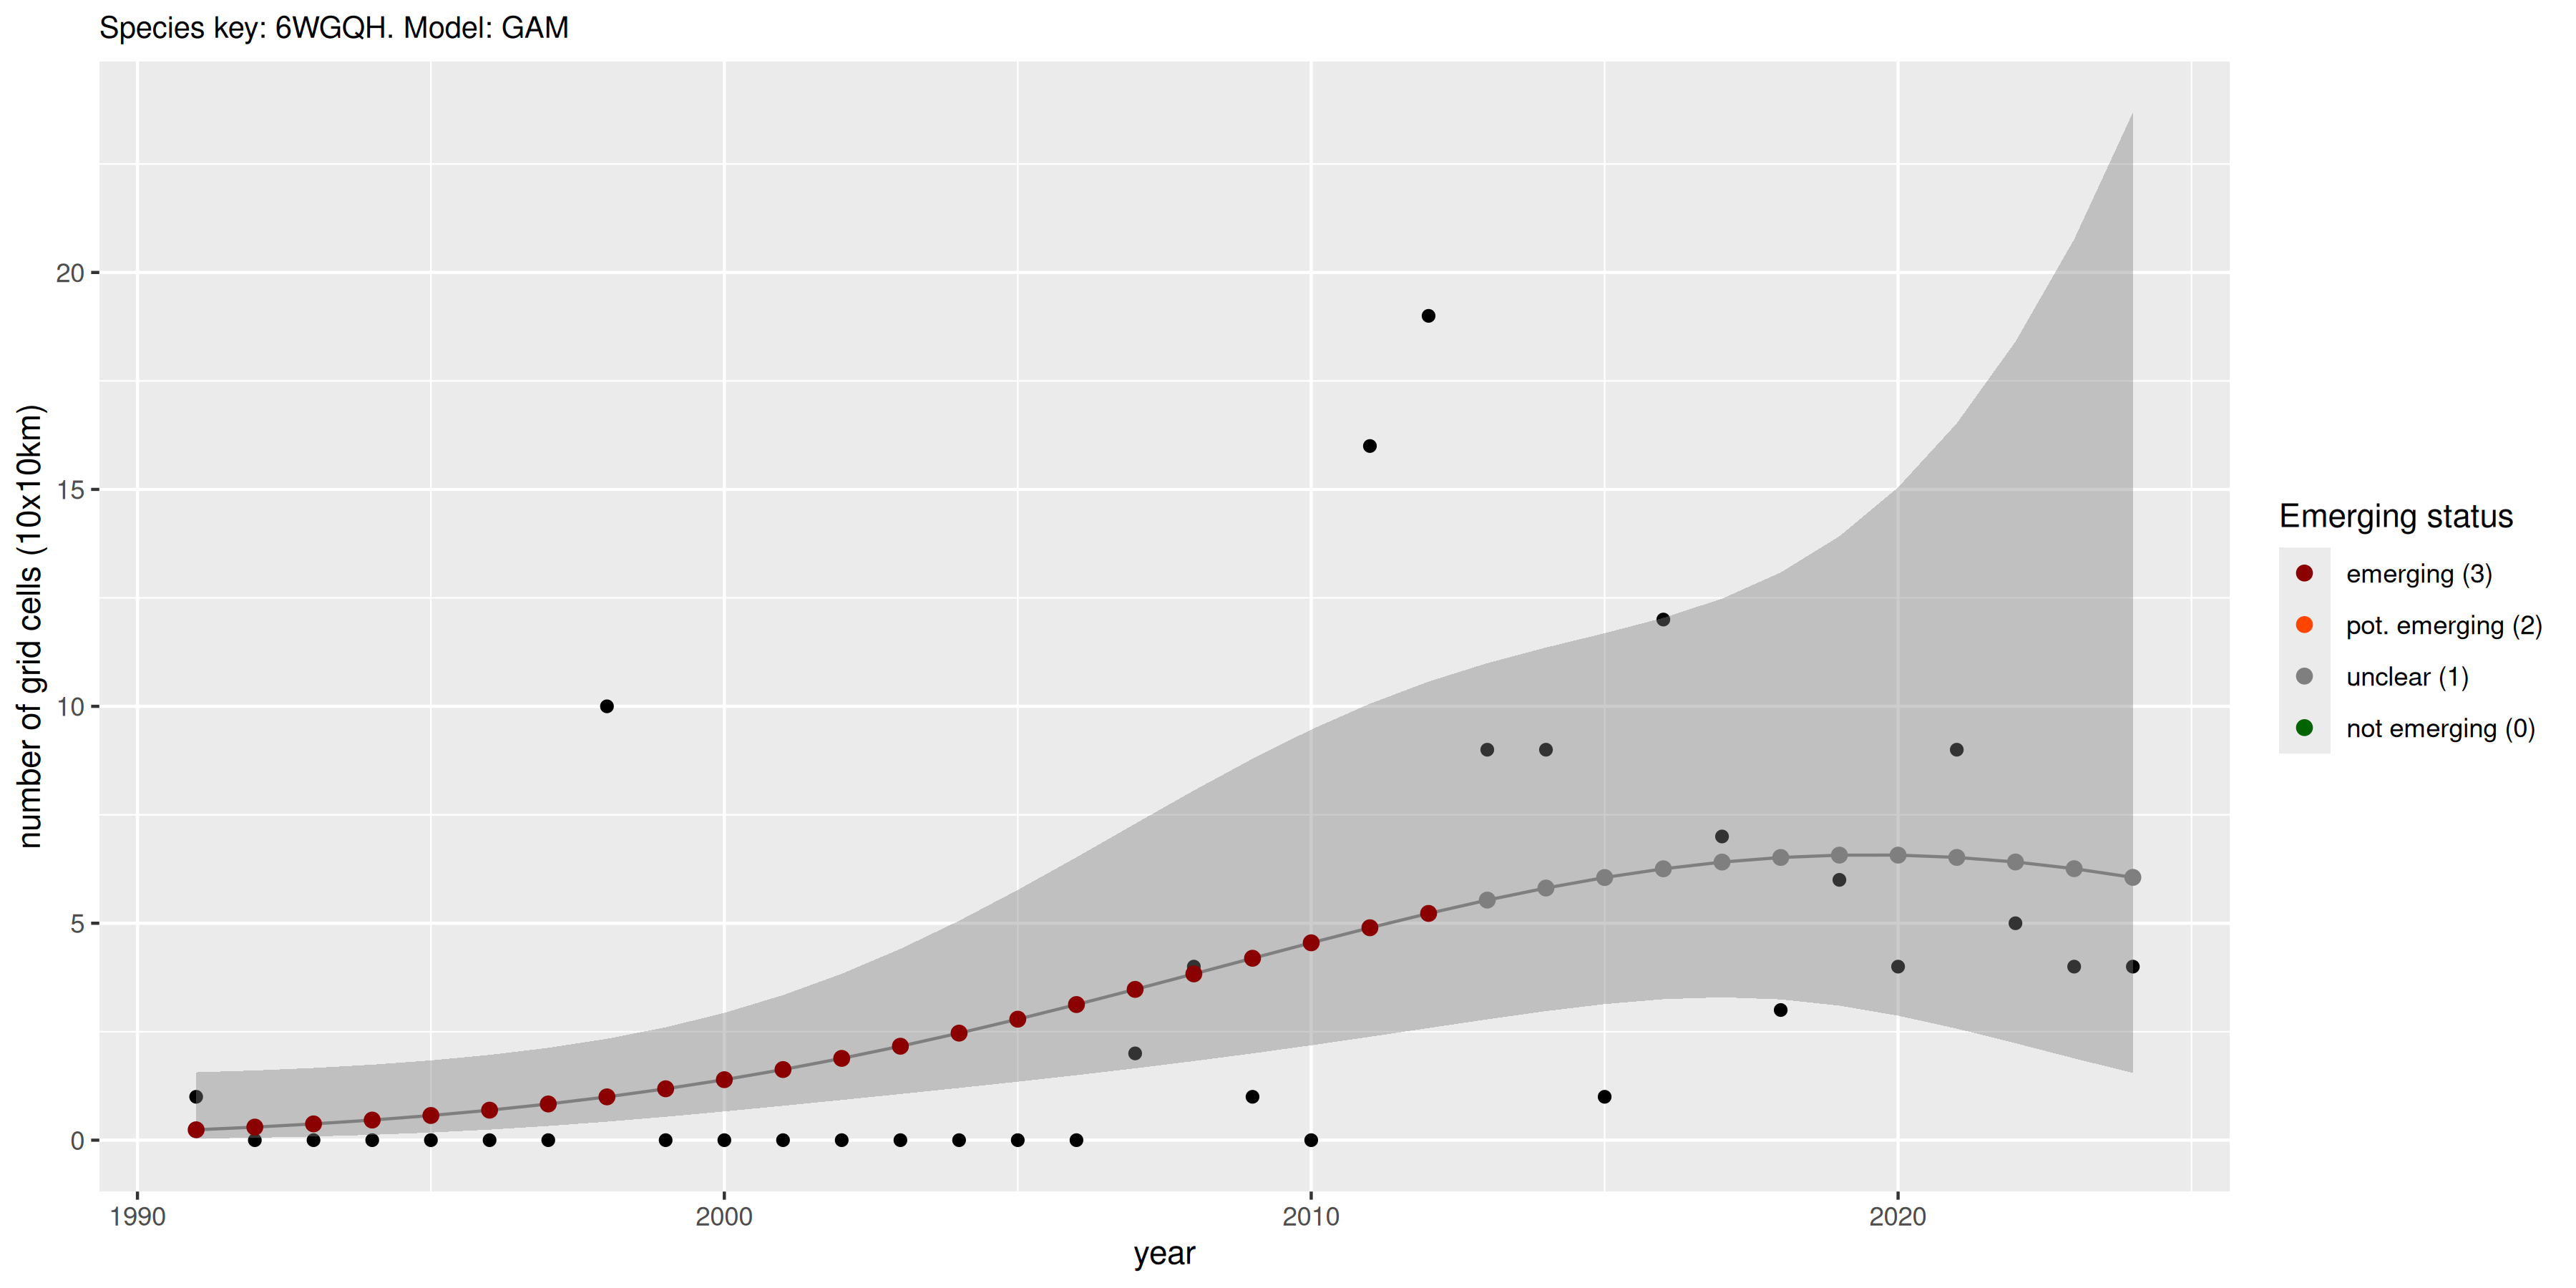 Species key: 6WGQH. Model: GAM
number of grid cells (10x10km)
20
15
10
5
0
1990
2000
2010
2020
year
Emerging status
emerging (3)
pot. emerging (2)
unclear (1)
not emerging (0)